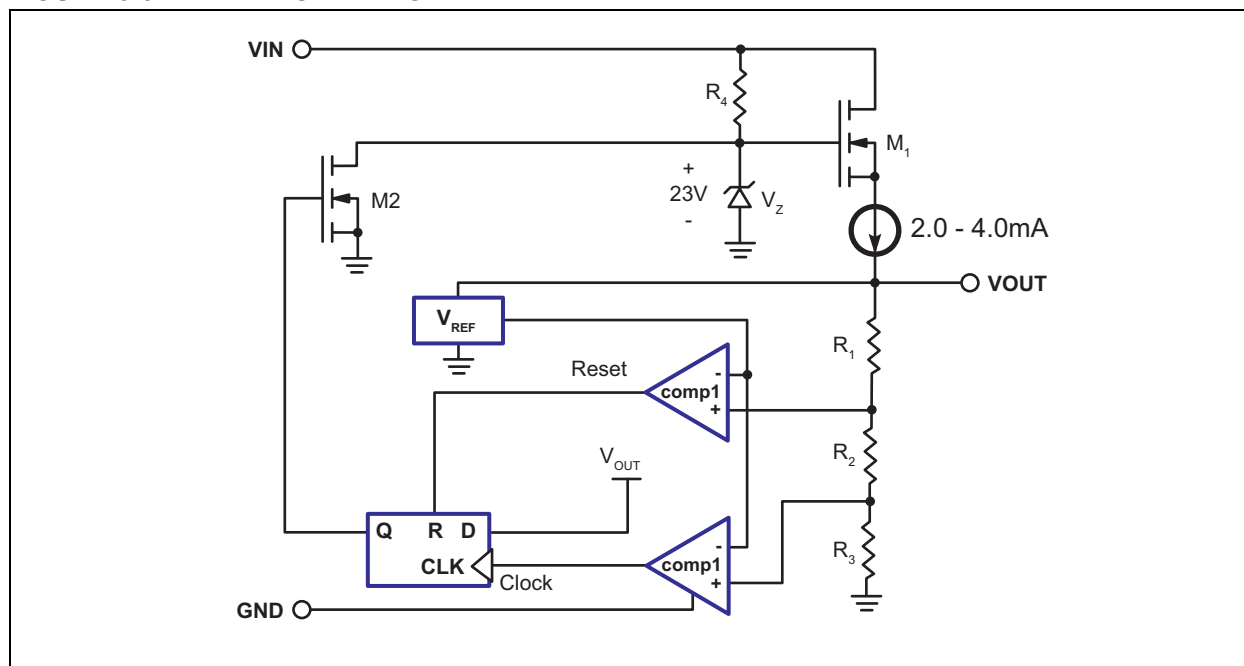 VIN
R4
M1
+
23V
-
VZ
M2
2.0 - 4.0mA
VOUT
VREF
R1
Reset
-
comp1
+
R2
VOUT
Q R D
-
comp1
+
R3
CLK
Clock
GND